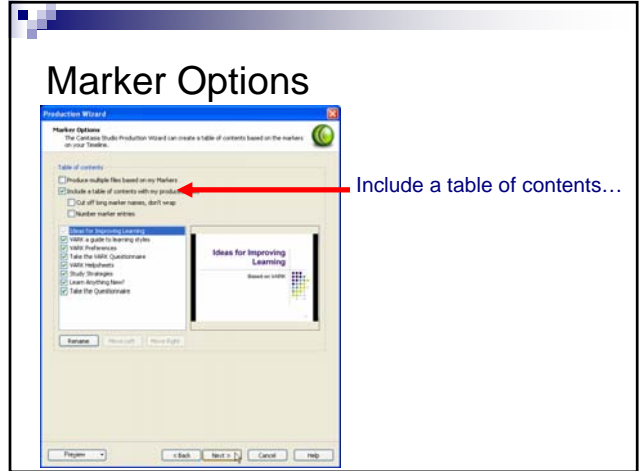 Marker Options
Production Wizard
Marker Options
The Camtasia Studio Production Wizard can create a table of contents based on the markers
on your Timeline.
Table of contents
Produce multiple files based on my Markers
Include a table of contents with my produc
Include a table of contents…
Cut off long marker names, don't wrap
Number marker entries
Ideas for Improving Learning
VARK a guide to learning styles
VARK Preferences
Take the VARK Questionnaire
VARK Helpsheets
Study Strategies
Learn Anything New?
Take the Questionnaire
Ideas for Improving
Learning
Based on VARK
Rename Move Left Move Right
Preview < Back Next > Cancel Help